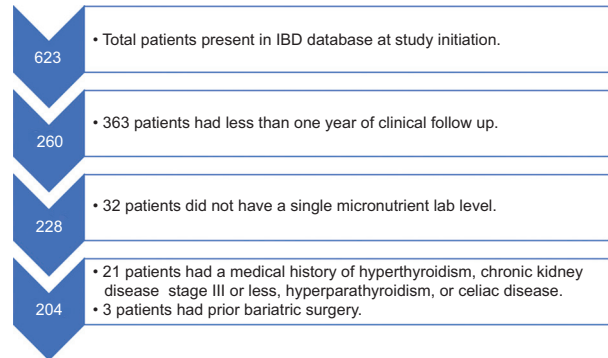 623
• Total patients present in IBD database at study initiation.
260
• 363 patients had less than one year of clinical follow up.
228
• 32 patients did not have a single micronutrient lab level.
204
• 21 patients had a medical history of hyperthyroidism, chronic kidney
disease stage III or less, hyperparathyroidism, or celiac disease.
• 3 patients had prior bariatric surgery.